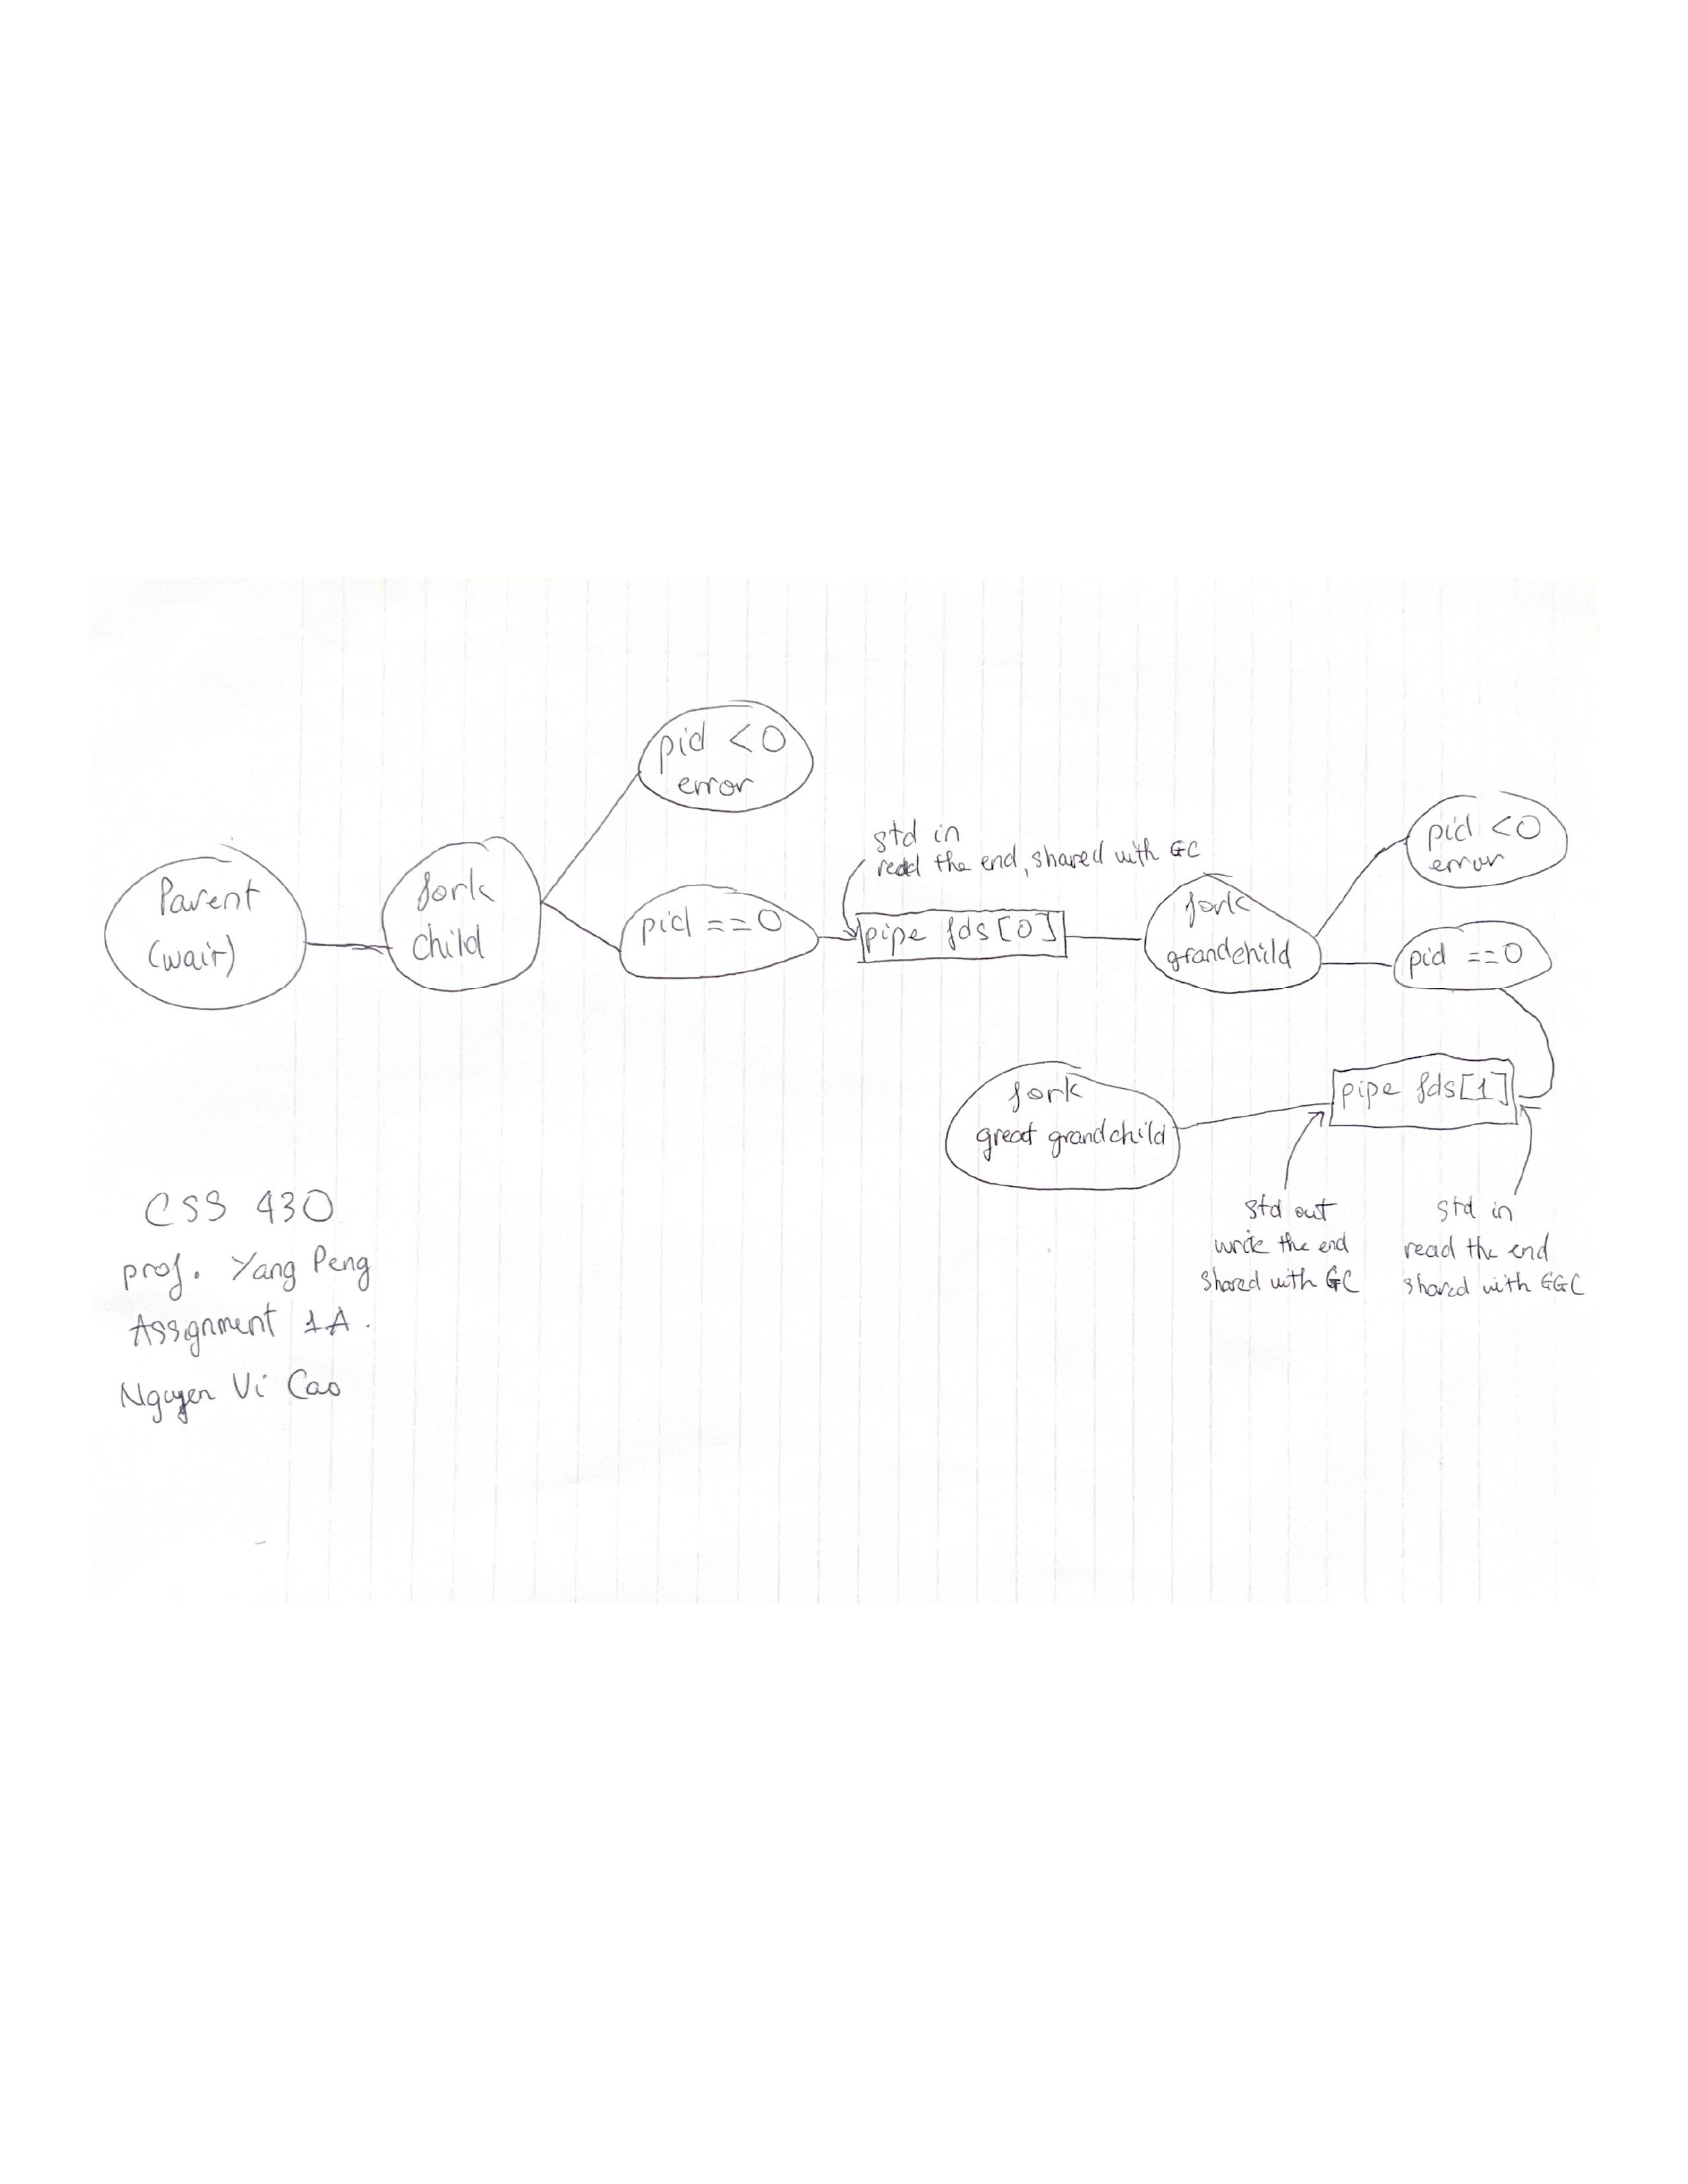 pid <0
error
std in
read the end, shared with GC
pid <0
error
Parent
(wait)
fork
child
pid ==0
pipe fds[0]
fork
grandchild
pid ==0
fork
great grandchild
pipe fds[1]
std out
write the end
shared with GC
std in
read the end
shared with GGC
CSS 430
prof. Yang Peng
Assignment 1A.
Nguyen Vi Cao